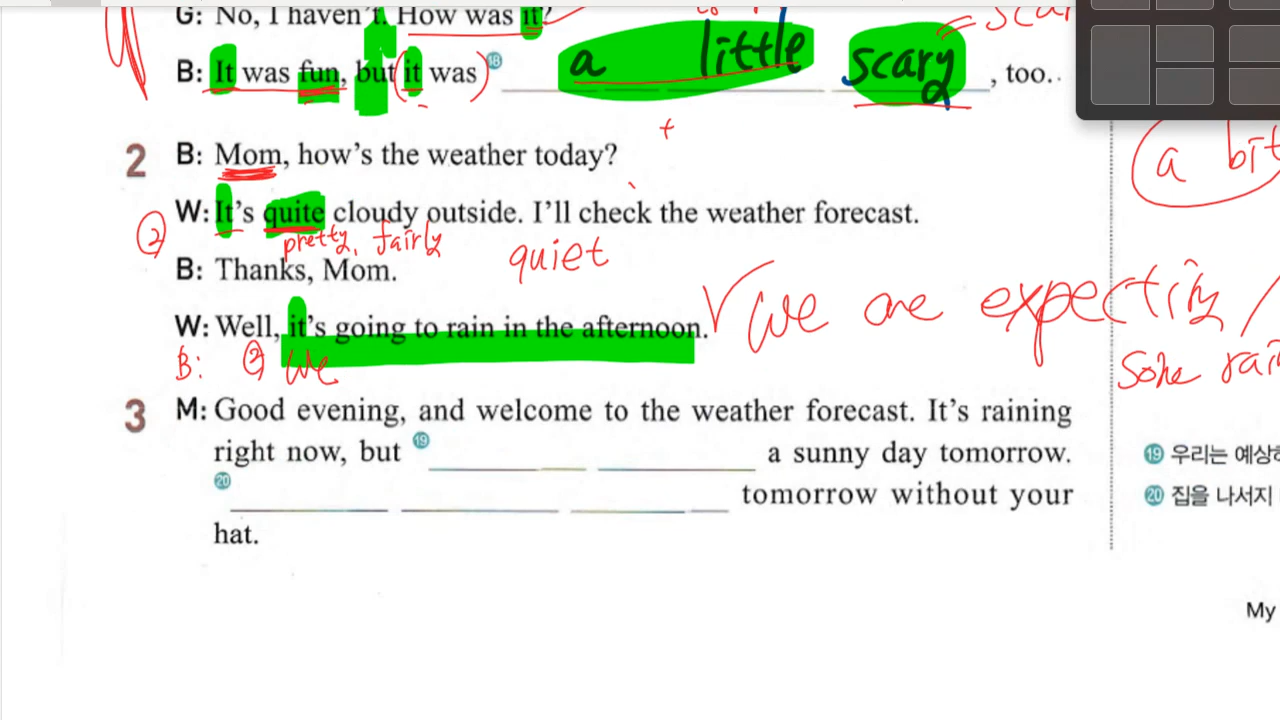 G: No, I haven't. How was it?
B: It was fun, but (it was) ⑱ a little scary, too.
2 B: Mom, how's the weather today?
W: It's quite cloudy outside. I'll check the weather forecast.
② pretty, fairly quiet
a bit
B: Thanks, Mom.
W: Well, it's going to rain in the afternoon. We are expecting /
B: ② We
some rain
3 M: Good evening, and welcome to the weather forecast. It's raining
right now, but ⑲ a sunny day tomorrow.
⑳ tomorrow without your
hat.
⑲ 우리는 예상
⑳ 집을 나서지
My